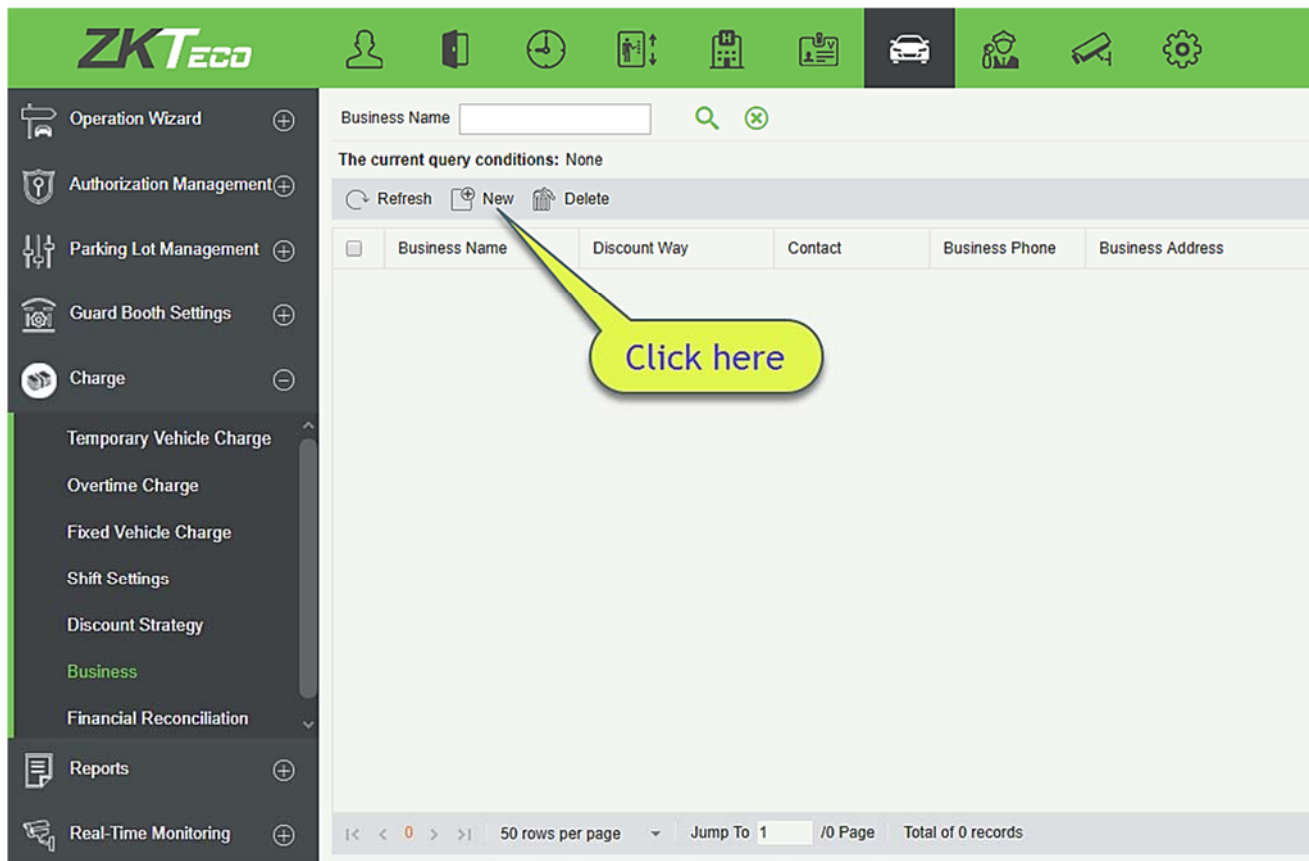 ZKTeco
Operation Wizard
Authorization Management
Parking Lot Management
Guard Booth Settings
Charge
Temporary Vehicle Charge
Overtime Charge
Fixed Vehicle Charge
Shift Settings
Discount Strategy
Business
Financial Reconciliation
Reports
Real-Time Monitoring
Business Name
The current query conditions: None
Refresh New Delete
Business Name Discount Way Contact Business Phone Business Address
Click here
|< < 0 > >| 50 rows per page Jump To 1 /0 Page Total of 0 records